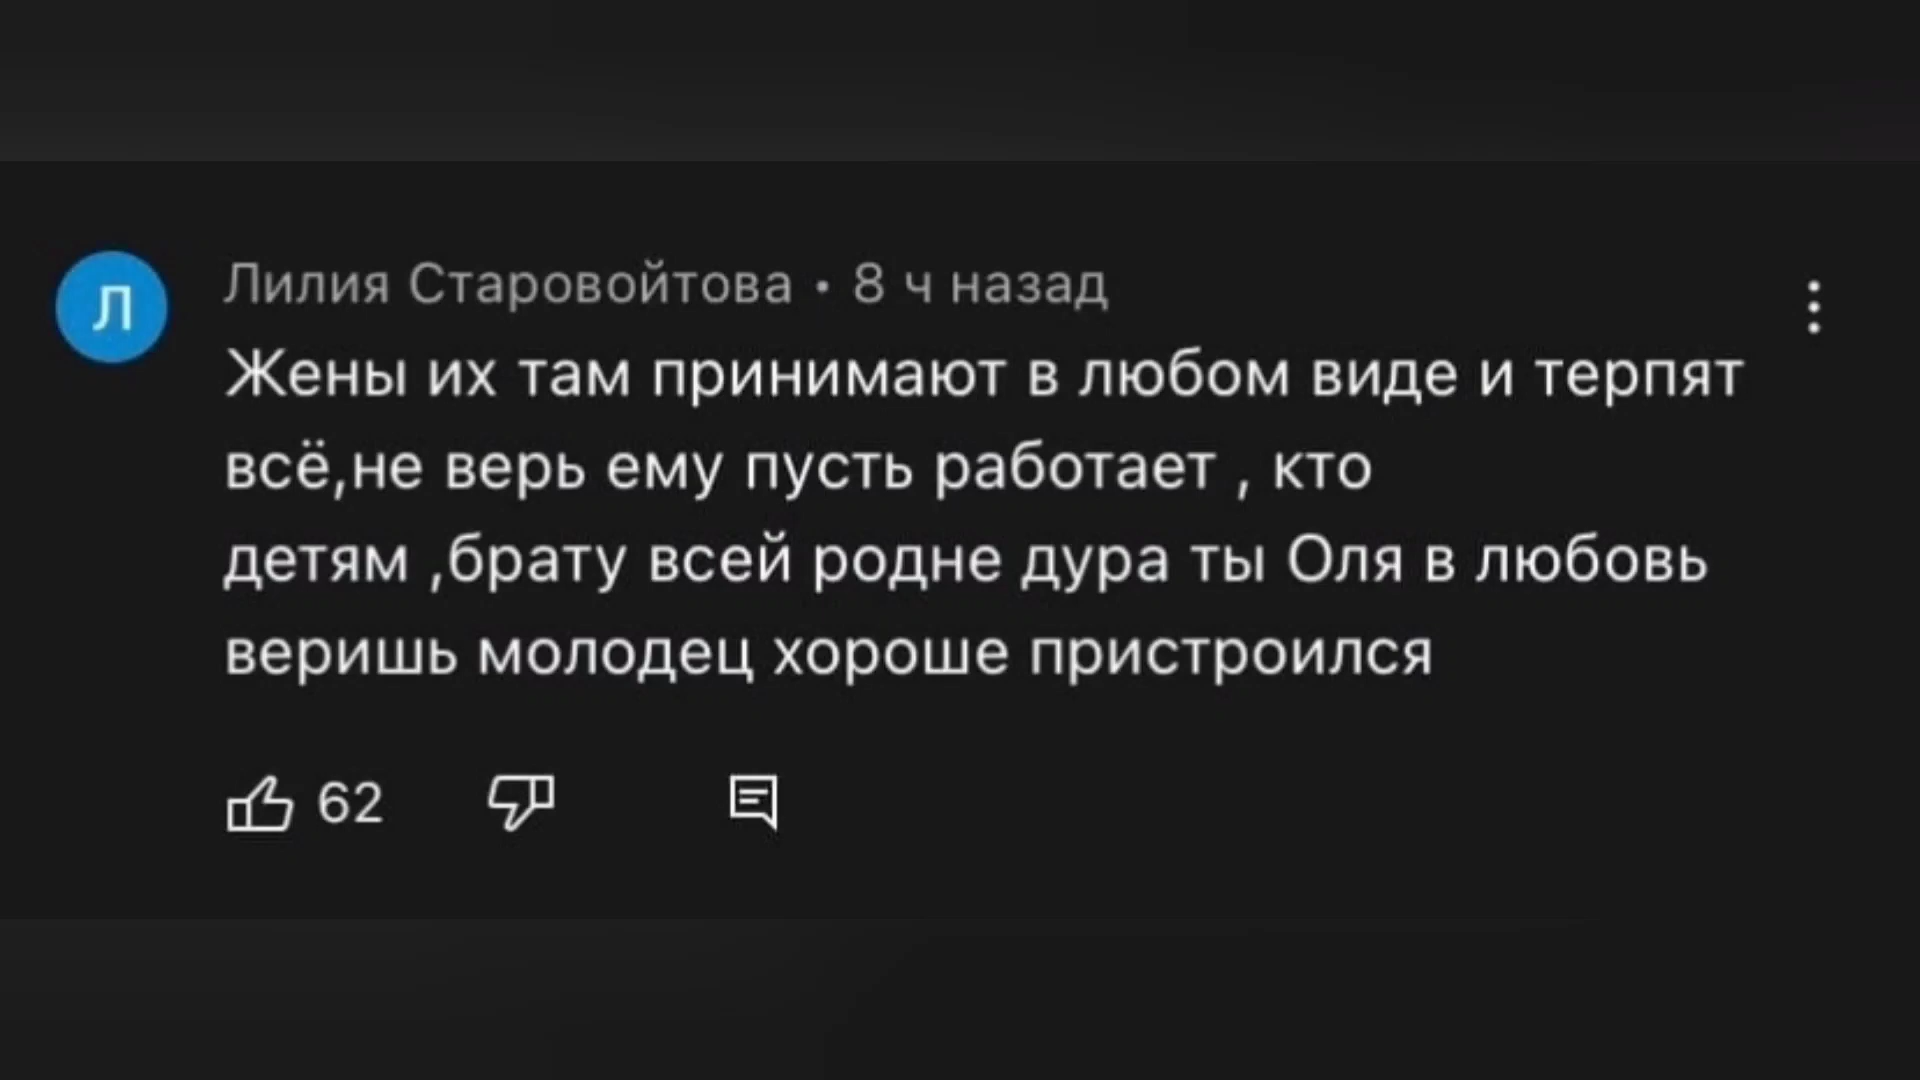 Л
Лилия Старовойтова • 8 ч назад
Жены их там принимают в любом виде и терпят
всё,не верь ему пусть работает , кто
детям ,брату всей родне дура ты Оля в любовь
веришь молодец хороше пристроился
62